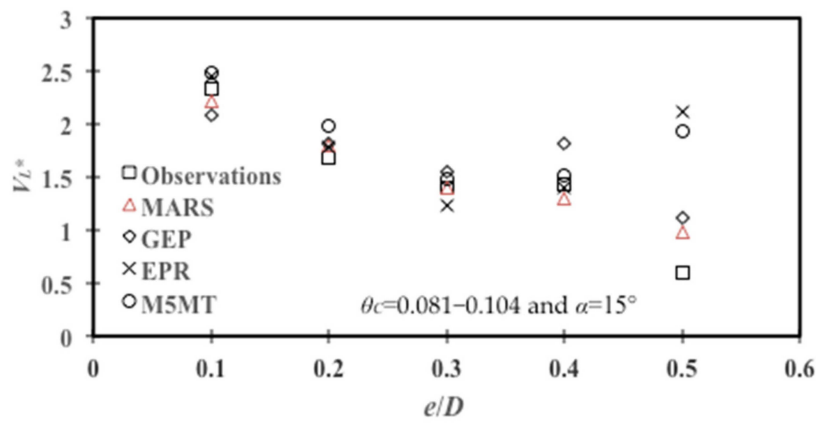 3
2.5
2
1.5
1
0.5
0
V_L*
Observations
MARS
GEP
EPR
M5MT
θc=0.081–0.104 and α=15°
0 0.1 0.2 0.3 0.4 0.5 0.6
e/D